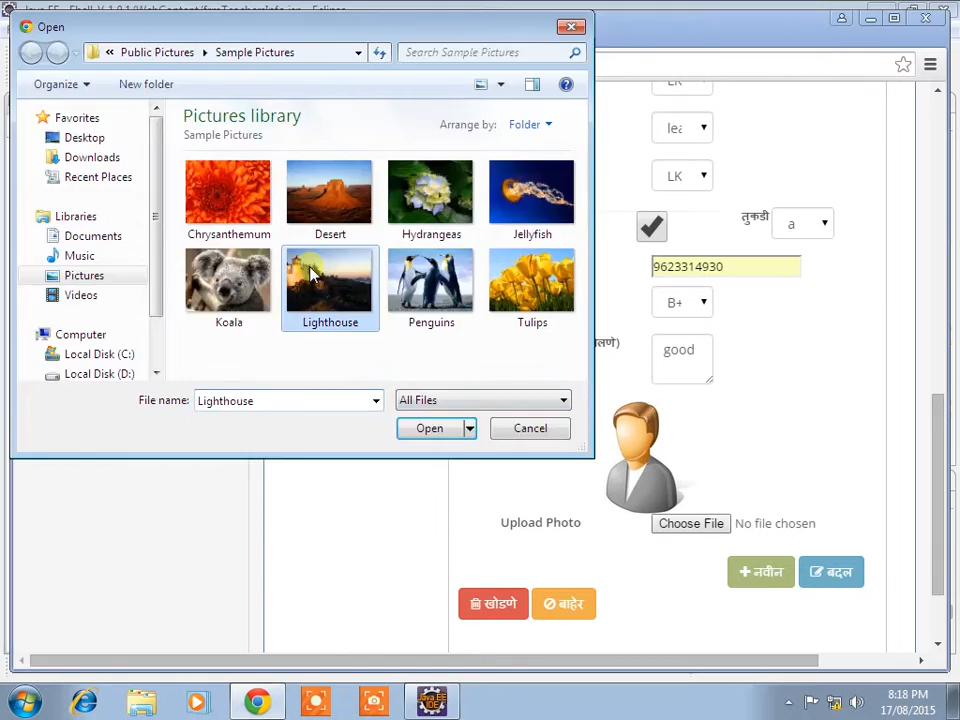 Open
Public Pictures
Sample Pictures
Search Sample Pictures
Organize
New folder
Favorites
Desktop
Downloads
Recent Places
Libraries
Documents
Music
Pictures
Videos
Computer
Local Disk (C:)
Local Disk (D:)
Pictures library
Sample Pictures
Arrange by: Folder
Chrysanthemum
Desert
Hydrangeas
Jellyfish
Koala
Lighthouse
Penguins
Tulips
File name: Lighthouse
All Files
Open
Cancel
LK
तुकडी
a
9623314930
B+
good
Upload Photo
Choose File
No file chosen
नवीन
बदल
खोडणे
बाहेर
Java EE
IDE
8:18 PM
17/08/2015